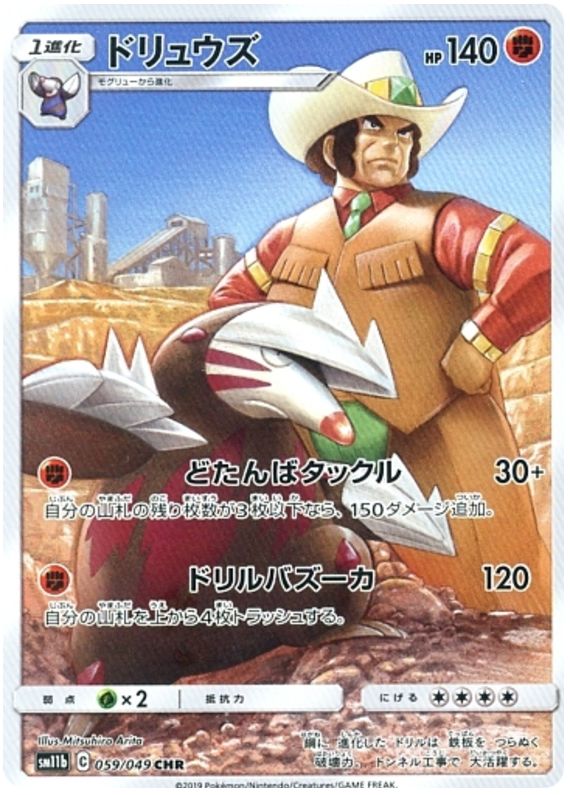 1進化
ドリュウズ
HP 140
モグリューから進化
どたんばタックル 30+
自分の山札の残り枚数が3枚以下なら、150ダメージ追加。
ドリルバズーカ 120
自分の山札を上から4枚トラッシュする。
弱点 ×2 抵抗力 にげる
Illus. Mitsuhiro Arita
鋼に 進化した ドリルは 鉄板を つらぬく
破壊力。 トンネル工事で 大活躍する。
sm11b C 059/049 CHR
©2019 Pokémon/Nintendo/Creatures/GAME FREAK.